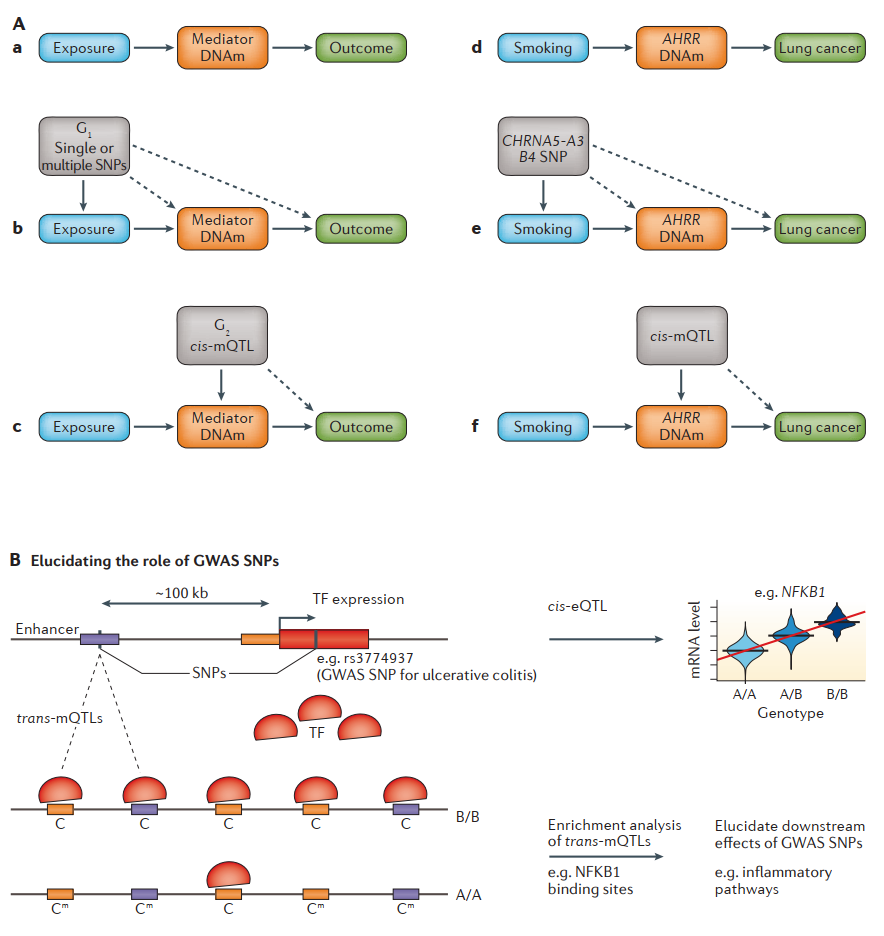 A
a
Exposure
Mediator
DNAm
Outcome
d
Smoking
AHRR
DNAm
Lung cancer
G1
Single or
multiple SNPs
b
Exposure
Mediator
DNAm
Outcome
CHRNA5-A3
B4 SNP
e
Smoking
AHRR
DNAm
Lung cancer
G2
cis-mQTL
c
Exposure
Mediator
DNAm
Outcome
cis-mQTL
f
Smoking
AHRR
DNAm
Lung cancer
B Elucidating the role of GWAS SNPs
~100 kb
TF expression
Enhancer
SNPs
e.g. rs3774937
(GWAS SNP for ulcerative colitis)
cis-eQTL
e.g. NFKB1
mRNA level
A/A A/B B/B
Genotype
trans-mQTLs
TF
C C C C C
B/B
Cm Cm C Cm Cm
A/A
Enrichment analysis
of trans-mQTLs
e.g. NFKB1
binding sites
Elucidate downstream
effects of GWAS SNPs
e.g. inflammatory
pathways